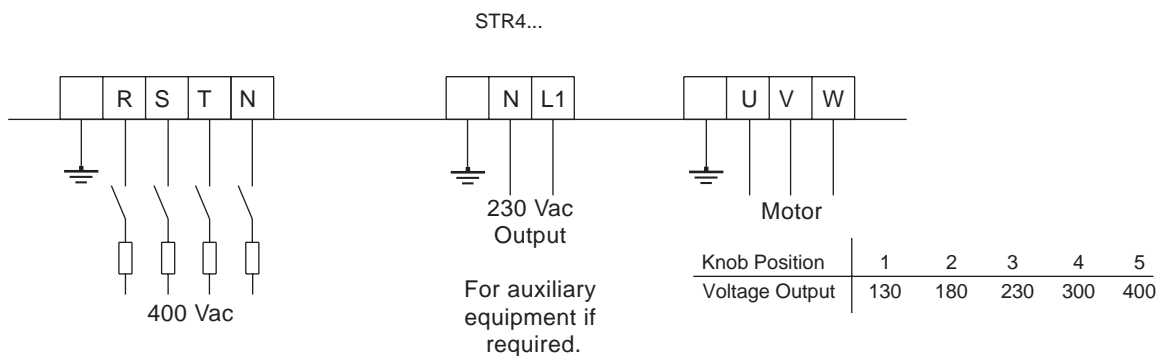 STR4...
R S T N
N L1
U V W
400 Vac
230 Vac
Output
For auxiliary
equipment if
required.
Motor
Knob Position 1 2 3 4 5
Voltage Output 130 180 230 300 400